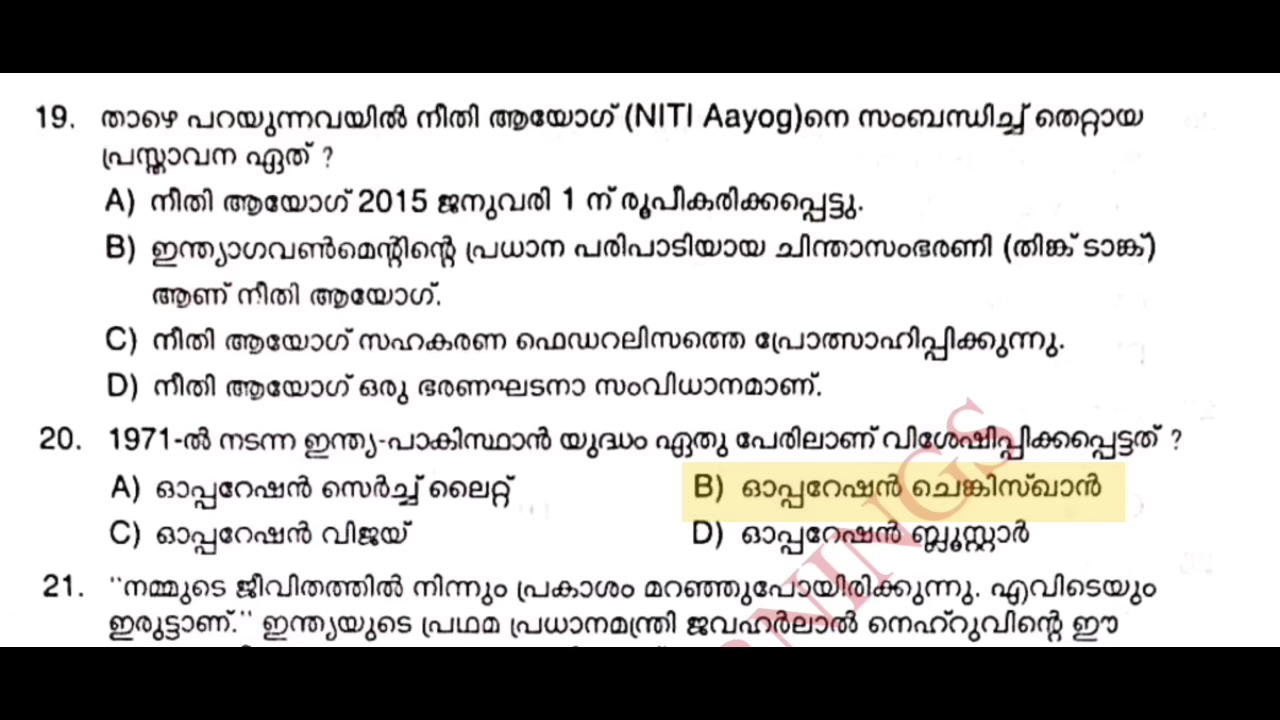 19. താഴെ പറയുന്നവയിൽ നീതി ആയോഗ് (NITI Aayog)നെ സംബന്ധിച്ച് തെറ്റായ
പ്രസ്താവന ഏത് ?
A) നീതി ആയോഗ് 2015 ജനുവരി 1 ന് രൂപീകരിക്കപ്പെട്ടു.
B) ഇന്ത്യാഗവൺമെന്റിന്റെ പ്രധാന പരിപാടിയായ ചിന്താസംഭരണി (തിങ്ക് ടാങ്ക്)
ആണ് നീതി ആയോഗ്.
C) നീതി ആയോഗ് സഹകരണ ഫെഡറലിസത്തെ പ്രോത്സാഹിപ്പിക്കുന്നു.
D) നീതി ആയോഗ് ഒരു ഭരണഘടനാ സംവിധാനമാണ്.
20. 1971-ൽ നടന്ന ഇന്ത്യ-പാകിസ്ഥാൻ യുദ്ധം ഏതു പേരിലാണ് വിശേഷിപ്പിക്കപ്പെട്ടത് ?
A) ഓപ്പറേഷൻ സെർച്ച് ലൈറ്റ് B) ഓപ്പറേഷൻ ചെങ്കിസ്ഖാൻ
C) ഓപ്പറേഷൻ വിജയ് D) ഓപ്പറേഷൻ ബ്ലൂസ്റ്റാർ
21. "നമ്മുടെ ജീവിതത്തിൽ നിന്നും പ്രകാശം മറഞ്ഞുപോയിരിക്കുന്നു. എവിടെയും
ഇരുട്ടാണ്." ഇന്ത്യയുടെ പ്രഥമ പ്രധാനമന്ത്രി ജവഹർലാൽ നെഹ്റുവിന്റെ ഈ